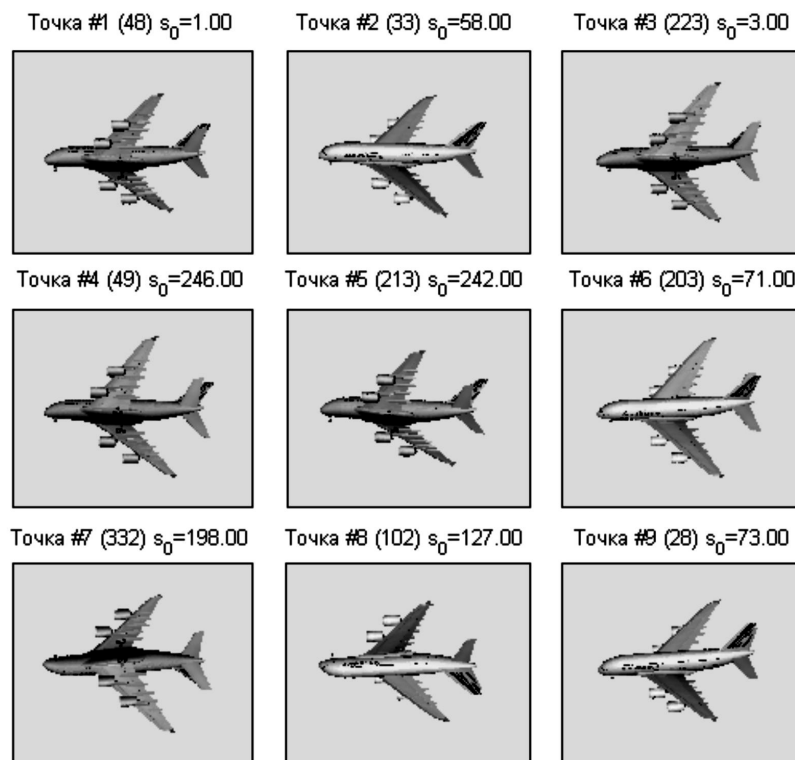 Точка #1 (48) s₀=1.00 Точка #2 (33) s₀=58.00 Точка #3 (223) s₀=3.00
Точка #4 (49) s₀=246.00 Точка #5 (213) s₀=242.00 Точка #6 (203) s₀=71.00
Точка #7 (332) s₀=198.00 Точка #8 (102) s₀=127.00 Точка #9 (28) s₀=73.00